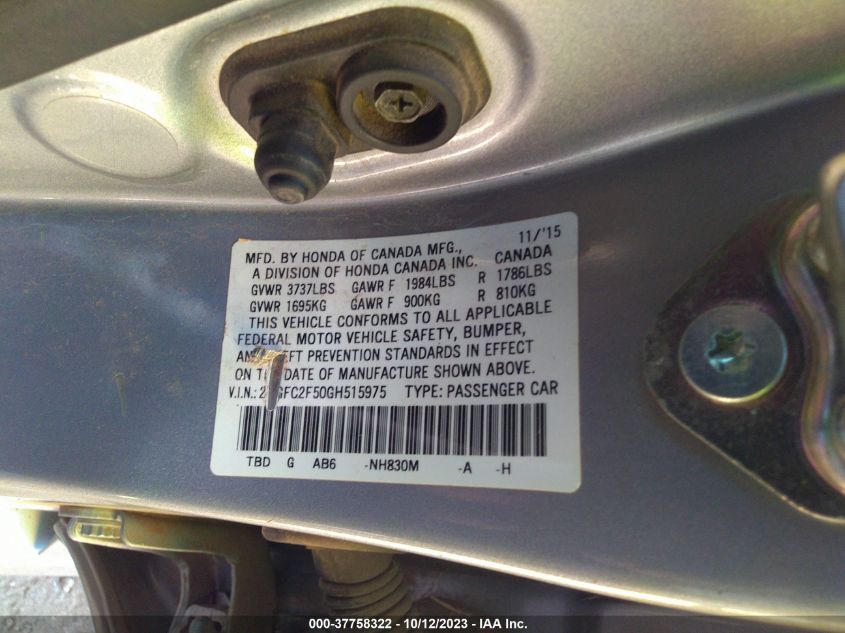 11/'15
MFD. BY HONDA OF CANADA MFG., CANADA
A DIVISION OF HONDA CANADA INC.
GVWR 3737LBS GAWR F 1984LBS R 1786LBS
GVWR 1695KG GAWR F 900KG R 810KG
THIS VEHICLE CONFORMS TO ALL APPLICABLE
FEDERAL MOTOR VEHICLE SAFETY, BUMPER,
PREVENTION STANDARDS IN EFFECT
ON DATE OF MANUFACTURE SHOWN ABOVE.
V.I.N.: GFC2F50GH515975 TYPE: PASSENGER CAR
TBD G AB6 -NH830M -A -H
000-37758322 - 10/12/2023 - IAA Inc.